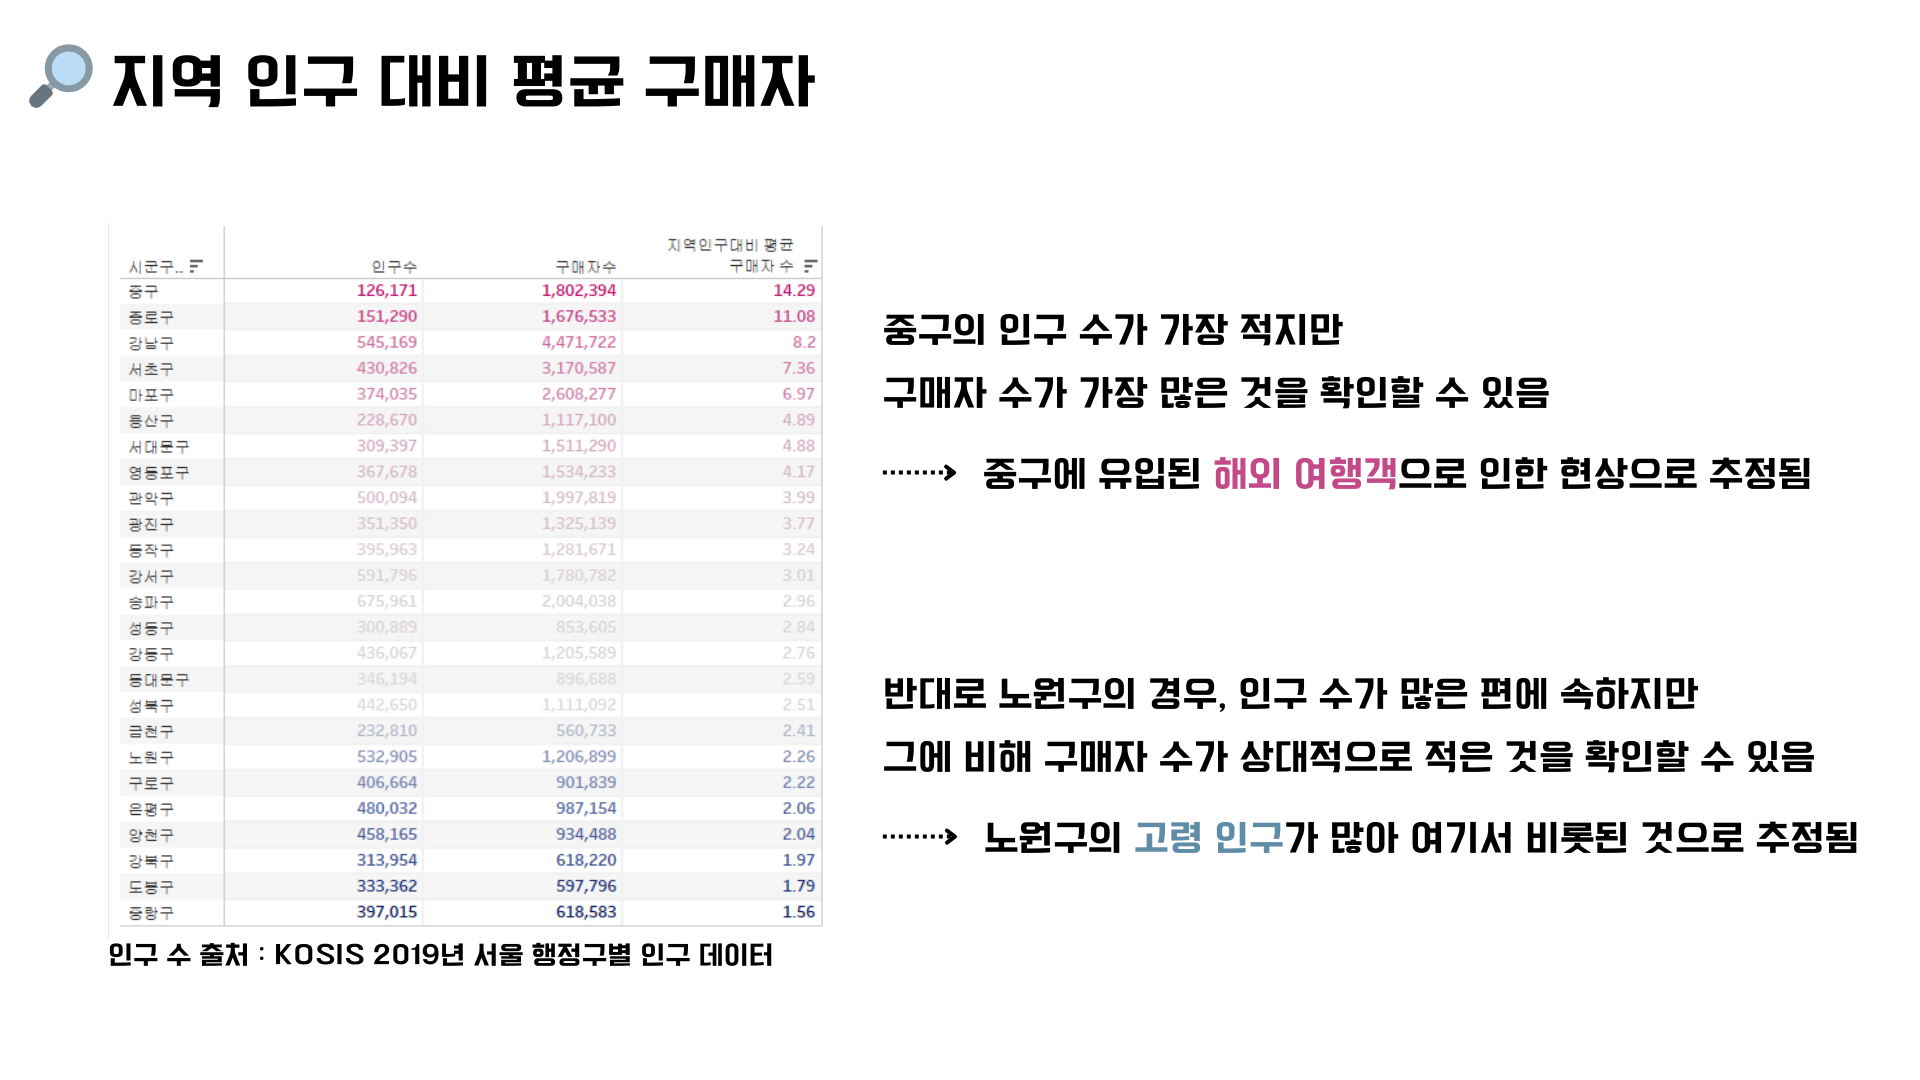 지역 인구 대비 평균 구매자
지역인구대비 평균
시군구.. 인구수 구매자수 구매자 수
중구 126,171 1,802,394 14.29
종로구 151,290 1,676,533 11.08
강남구 545,169 4,471,722 8.2
서초구 430,826 3,170,587 7.36
마포구 374,035 2,608,277 6.97
용산구 228,670 1,117,100 4.89
서대문구 309,397 1,511,290 4.88
영등포구 367,678 1,534,233 4.17
관악구 500,094 1,997,819 3.99
광진구 351,350 1,325,139 3.77
동작구 395,963 1,281,671 3.24
강서구 591,796 1,780,782 3.01
송파구 675,961 2,004,038 2.96
성동구 300,889 853,605 2.84
강동구 436,067 1,205,589 2.76
동대문구 346,194 896,688 2.59
성북구 442,650 1,111,092 2.51
금천구 232,810 560,733 2.41
노원구 532,905 1,206,899 2.26
구로구 406,664 901,839 2.22
은평구 480,032 987,154 2.06
양천구 458,165 934,488 2.04
강북구 313,954 618,220 1.97
도봉구 333,362 597,796 1.79
중랑구 397,015 618,583 1.56
인구 수 출처 : KOSIS 2019년 서울 행정구별 인구 데이터
중구의 인구 수가 가장 적지만
구매자 수가 가장 많은 것을 확인할 수 있음
중구에 유입된 해외 여행객으로 인한 현상으로 추정됨
반대로 노원구의 경우, 인구 수가 많은 편에 속하지만
그에 비해 구매자 수가 상대적으로 적은 것을 확인할 수 있음
노원구의 고령 인구가 많아 여기서 비롯된 것으로 추정됨